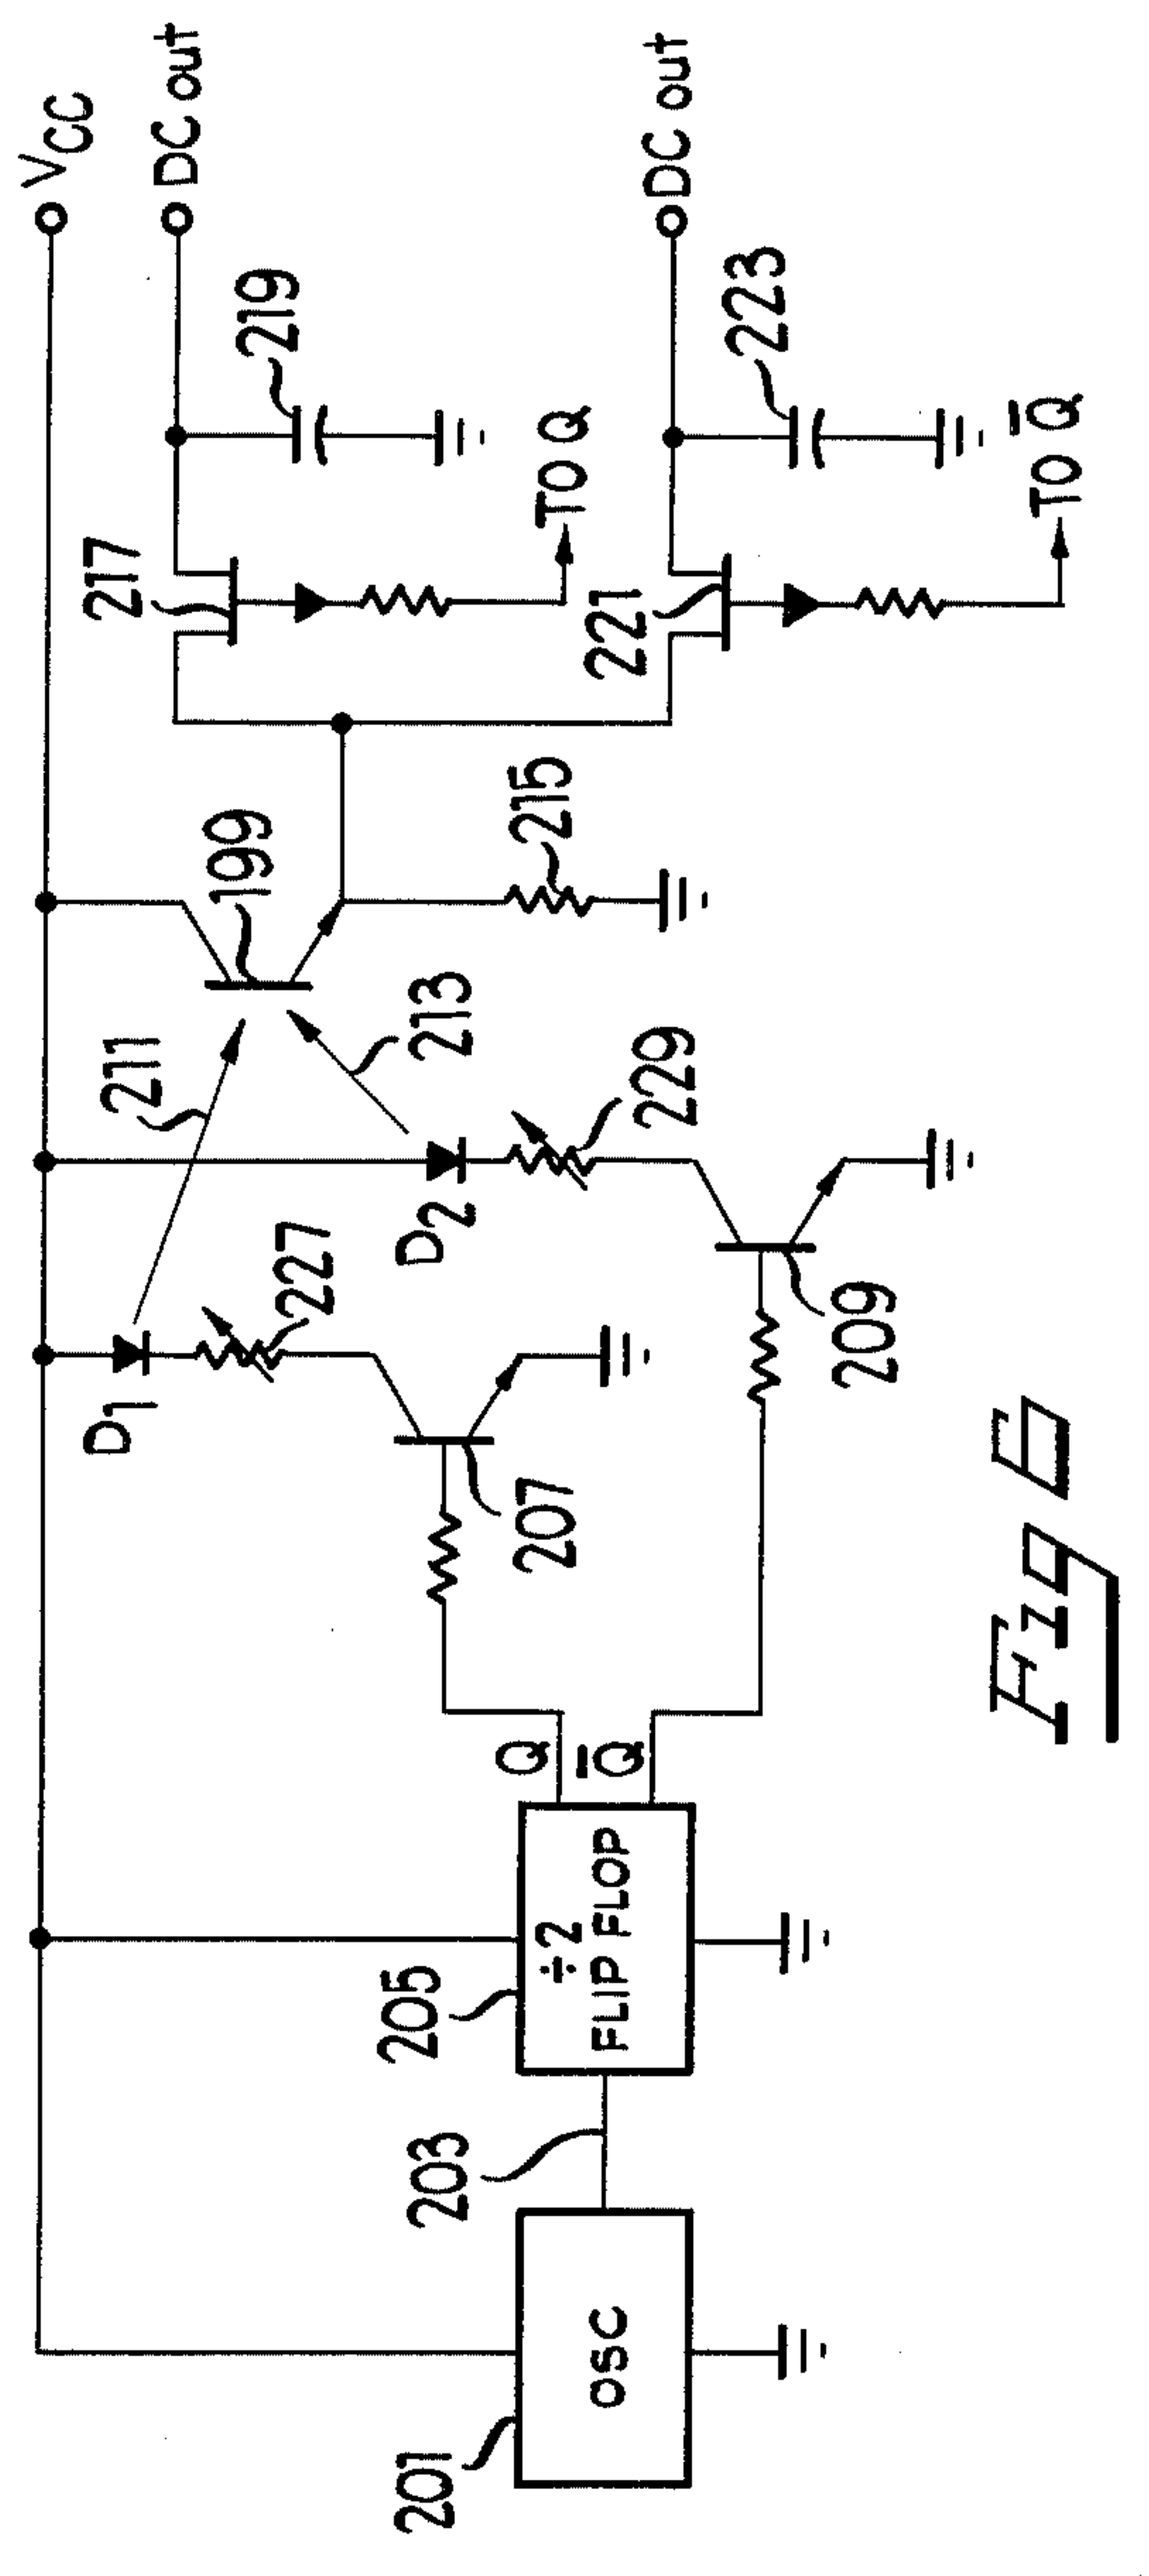 VCC
DC out
DC out
217
219
TO Q
221
223
TO Q̅
199
215
211
213
D1
227
D2
229
207
209
Q
Q̅
205
÷2
FLIP FLOP
203
201
OSC
Fig 8